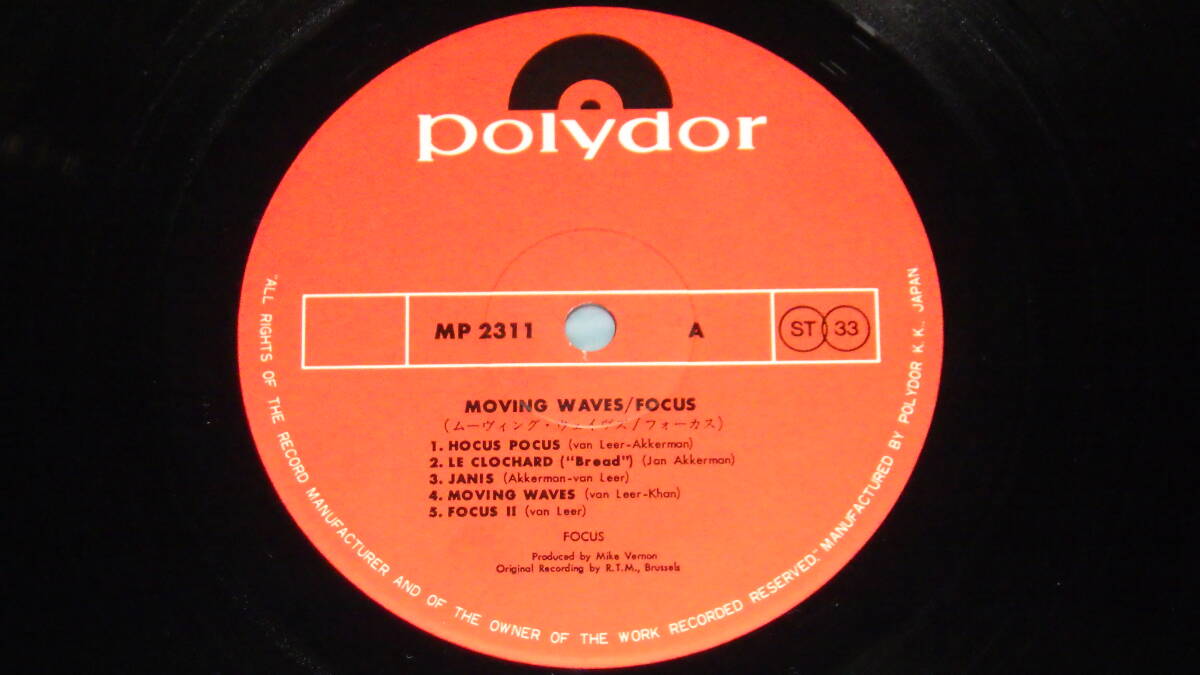 polydor
MP 2311 A ST 33
MOVING WAVES/FOCUS
(ムーヴィング・ウェイヴス/フォーカス)
1. HOCUS POCUS (van Leer-Akkerman)
2. LE CLOCHARD ("Bread") (Jan Akkerman)
3. JANIS (Akkerman-van Leer)
4. MOVING WAVES (van Leer-Khan)
5. FOCUS II (van Leer)
FOCUS
Produced by Mike Vernon
Original Recording by R.T.M., Brussels
"ALL RIGHTS OF THE RECORD MANUFACTURER AND OF THE OWNER OF THE WORK RECORDED RESERVED." MANUFACTURED BY POLYDOR K.K. JAPAN